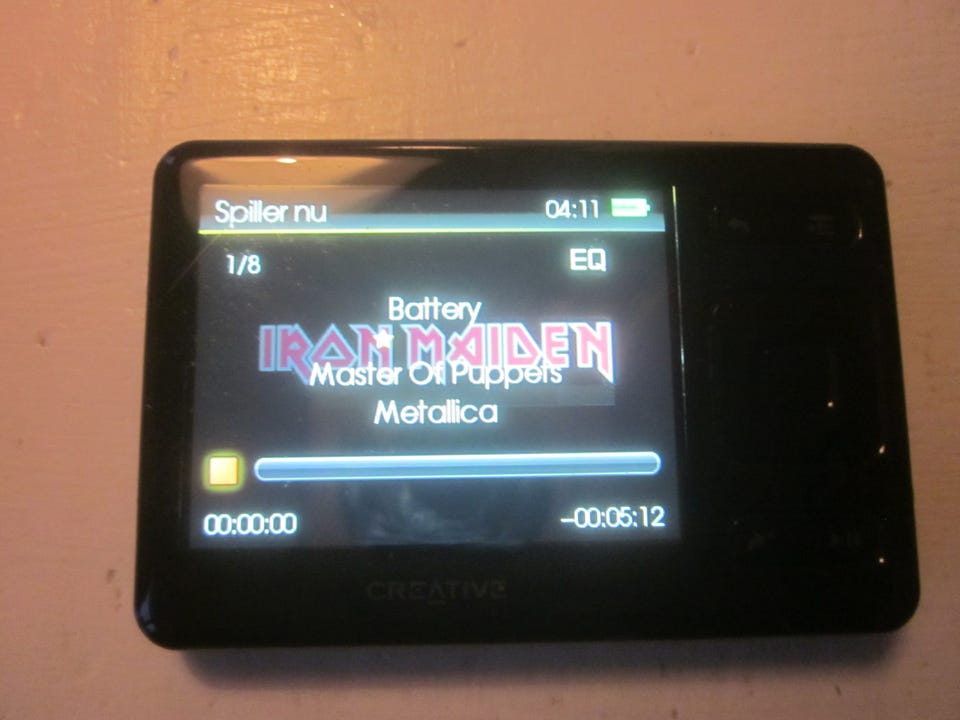 Spiller nu 04:11
1/8 EQ
Battery
IRON MAIDEN
Master Of Puppets
Metallica
00:00:00 -00:05:12
CREATIVE